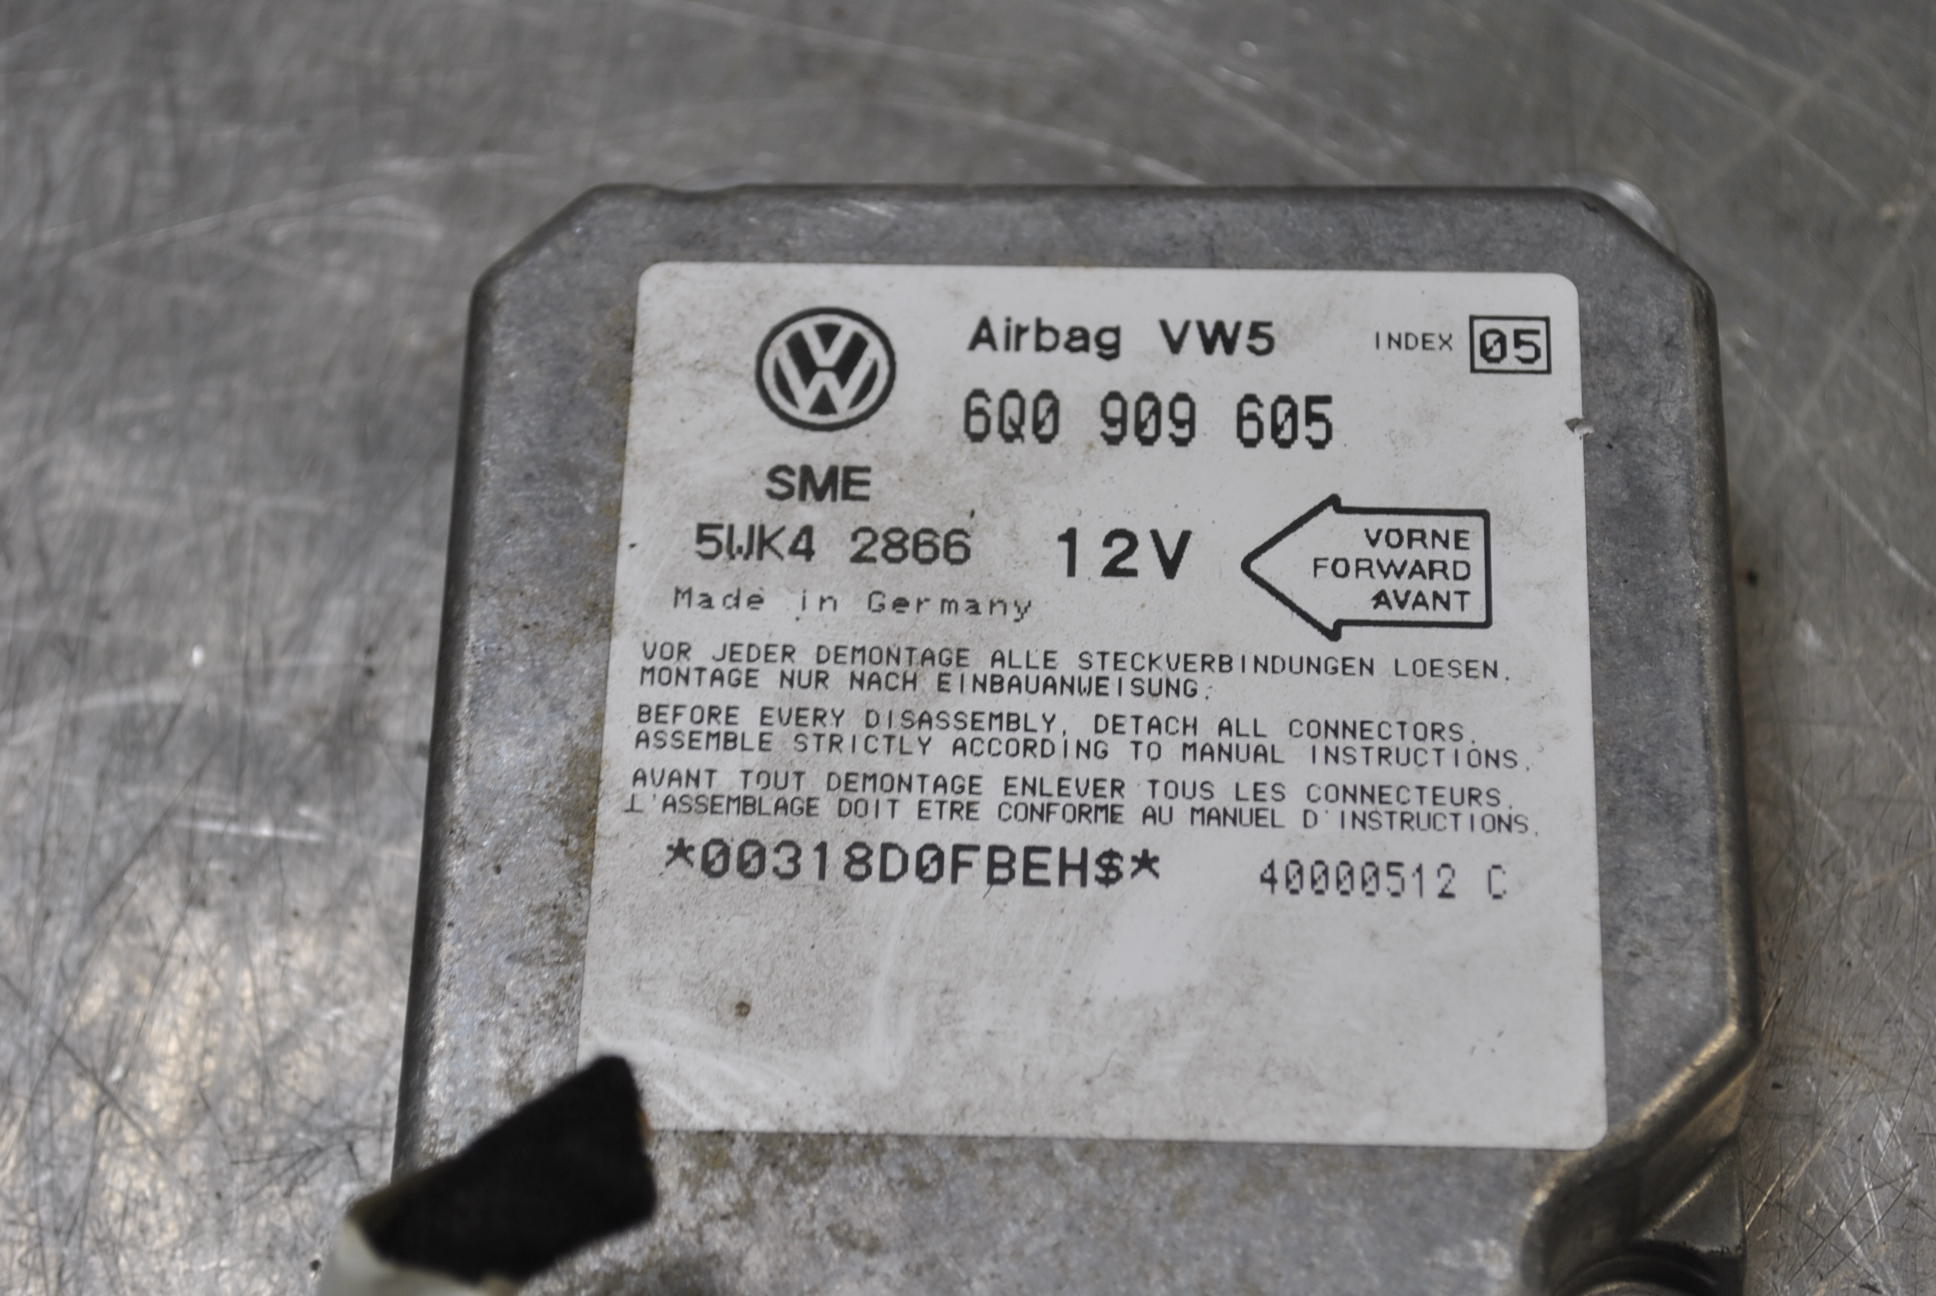 Airbag VW5 INDEX 05
6Q0 909 605
SME
5WK4 2866 12V
Made in Germany
VORNE
FORWARD
AVANT
VOR JEDER DEMONTAGE ALLE STECKVERBINDUNGEN LOESEN.
MONTAGE NUR NACH EINBAUANWEISUNG.
BEFORE EVERY DISASSEMBLY, DETACH ALL CONNECTORS.
ASSEMBLE STRICTLY ACCORDING TO MANUAL INSTRUCTIONS.
AVANT TOUT DEMONTAGE ENLEVER TOUS LES CONNECTEURS.
L'ASSEMBLAGE DOIT ETRE CONFORME AU MANUEL D'INSTRUCTIONS.
*00318D0FBEH$* 40000512 C